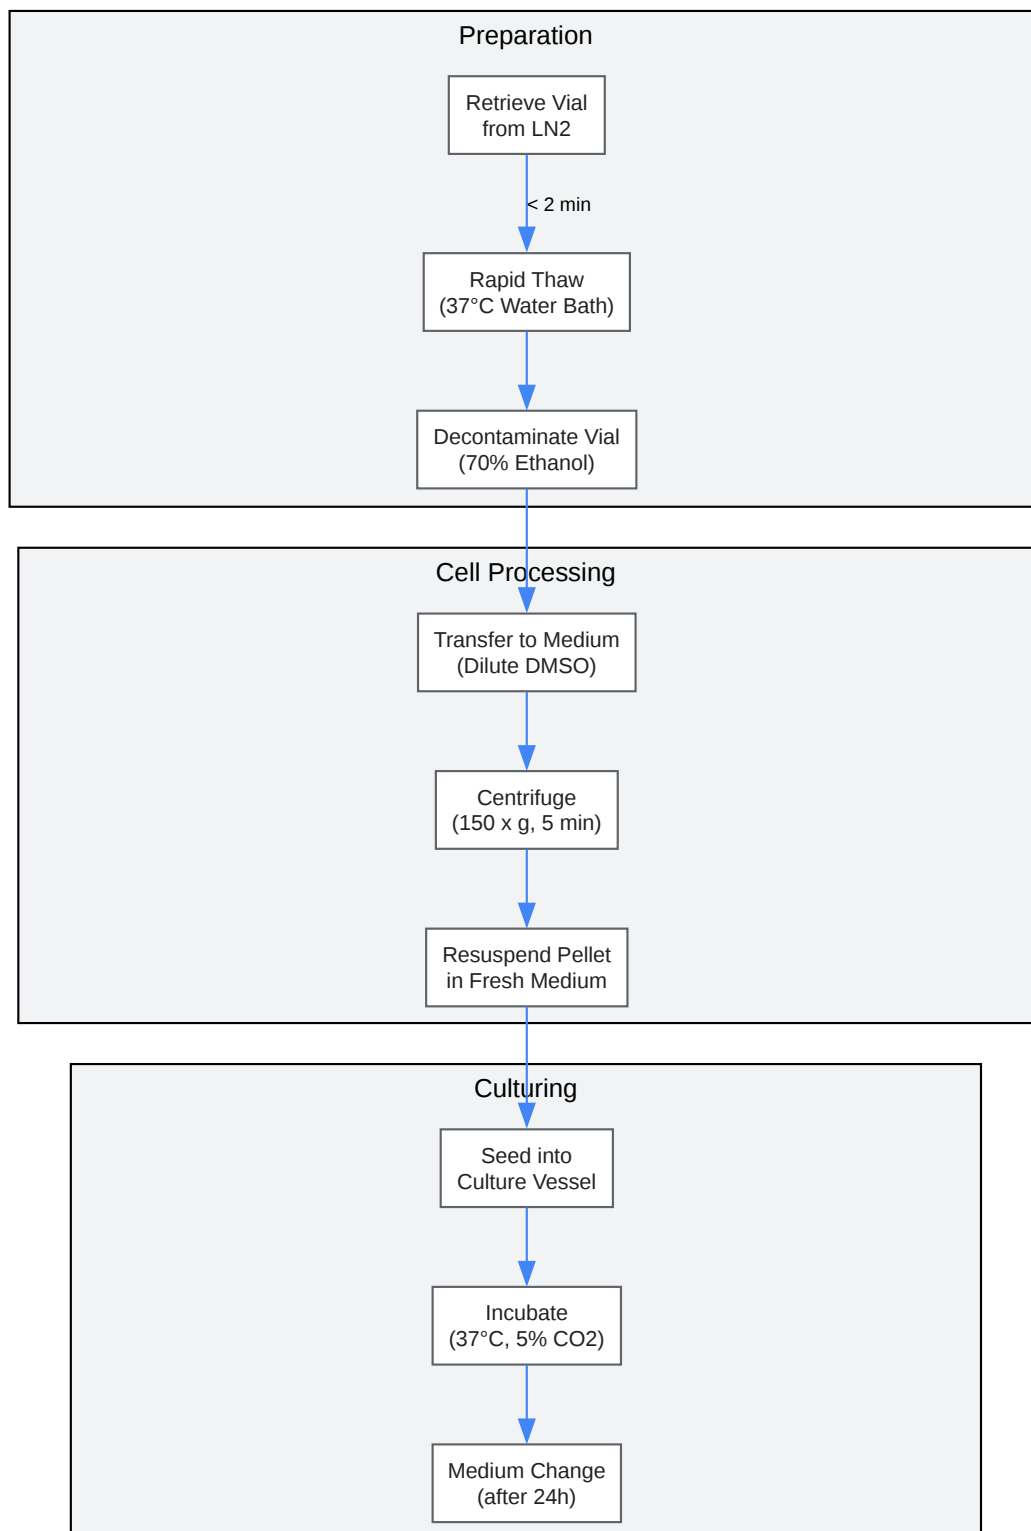 Preparation
Retrieve Vial
from LN2
< 2 min
Rapid Thaw
(37°C Water Bath)
Decontaminate Vial
(70% Ethanol)
Cell Processing
Transfer to Medium
(Dilute DMSO)
Centrifuge
(150 x g, 5 min)
Resuspend Pellet
in Fresh Medium
Culturing
Seed into
Culture Vessel
Incubate
(37°C, 5% CO2)
Medium Change
(after 24h)